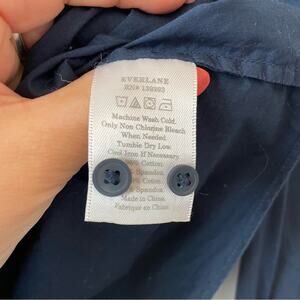 EVERLANE
Machine Wash Cold.
Only Non Chlorine Bleach
When Needed.
Tumble Dry Low.
Cool Iron If Necessary.
Cotton.
Spandex
Cotton.
Spandex
Made in China.
Fabriqué en Chine.